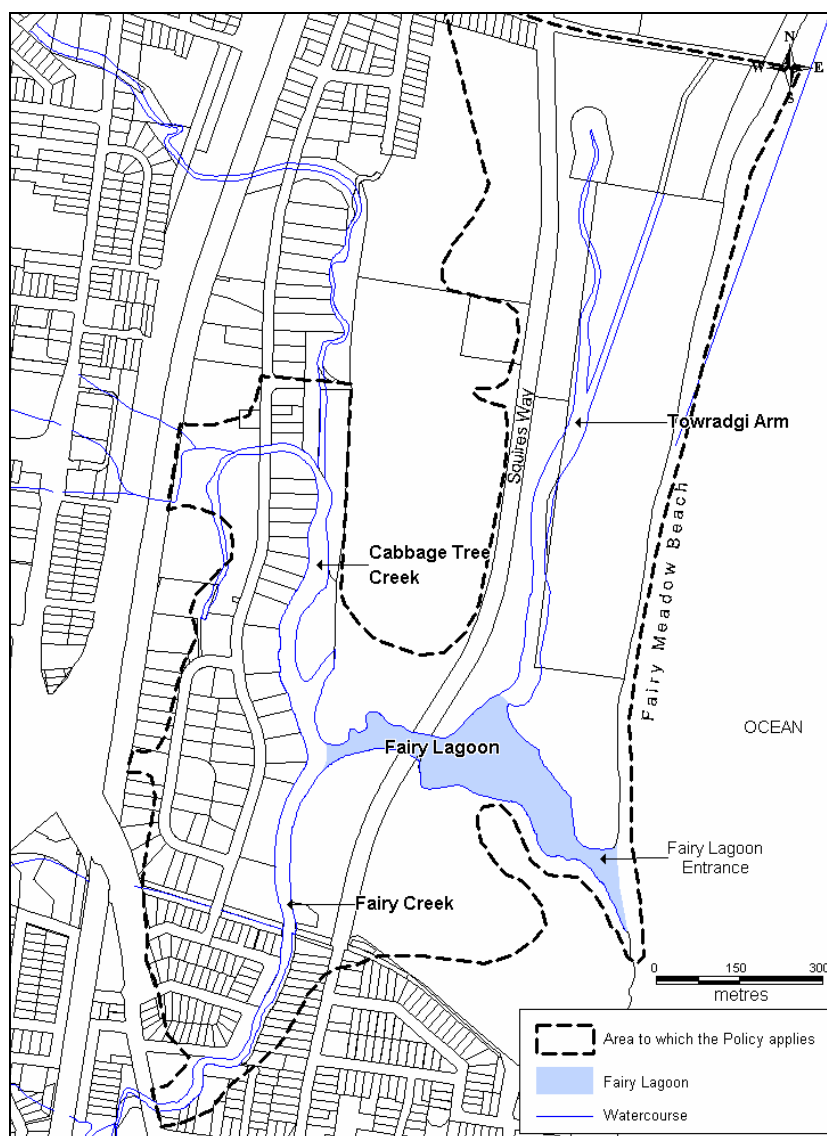 N
W E
S
Towradgi Arm
Squires Way
Fairy Meadow Beach
Cabbage Tree
Creek
OCEAN
Fairy Lagoon
Fairy Lagoon
Entrance
Fairy Creek
0 150 300
metres
Area to which the Policy applies
Fairy Lagoon
Watercourse